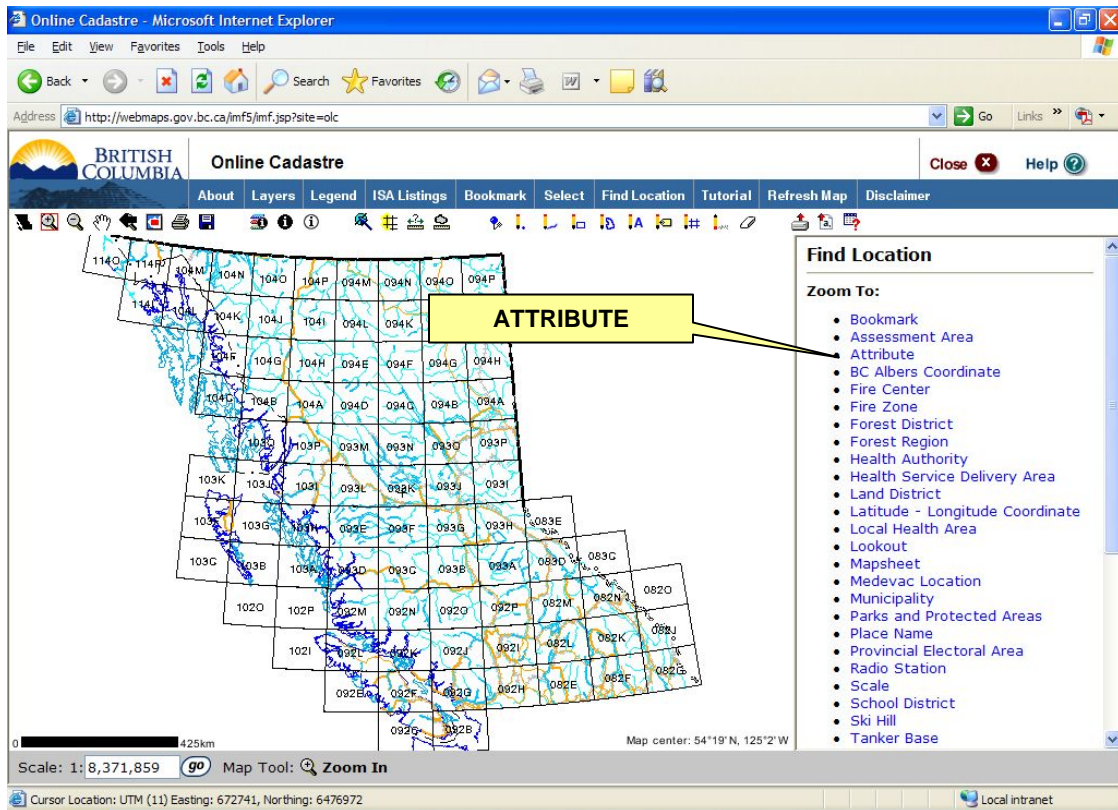 Online Cadastre - Microsoft Internet Explorer
File Edit View Favorites Tools Help
Back Search Favorites
Address http://webmaps.gov.bc.ca/imf5/imf.jsp?site=olc Go Links »
BRITISH COLUMBIA
Online Cadastre
Close Help
About Layers Legend ISA Listings Bookmark Select Find Location Tutorial Refresh Map Disclaimer
114O 114P 104M 104N 104O 104P 094M 094N 094O 094P
104K 104J 104I 094L 094K
104F 104G 104H 094E 094F 094G 094H
104C 104B 104A 094D 094C 094B 094A
103P 093M 093N 093O 093P
103K 103J 103I 093L 093K 093J 093I
103G 093E 093F 093G 093H 083E
103C 103B 103A 093D 093C 093B 093A 083D 083C
102O 102P 092M 092N 092O 092P 082M 082N 082O
102I 092L 092K 092J 092I 082L 082K 082J
092E 092F 092G 092H 082E 082F 082G
092B
ATTRIBUTE
0 425km
Map center: 54°19' N, 125°2' W
Find Location
Zoom To:
Bookmark
Assessment Area
Attribute
BC Albers Coordinate
Fire Center
Fire Zone
Forest District
Forest Region
Health Authority
Health Service Delivery Area
Land District
Latitude - Longitude Coordinate
Local Health Area
Lookout
Mapsheet
Medevac Location
Municipality
Parks and Protected Areas
Place Name
Provincial Electoral Area
Radio Station
Scale
School District
Ski Hill
Tanker Base
Scale: 1: 8,371,859 go Map Tool: Zoom In
Cursor Location: UTM (11) Easting: 672741, Northing: 6476972
Local intranet